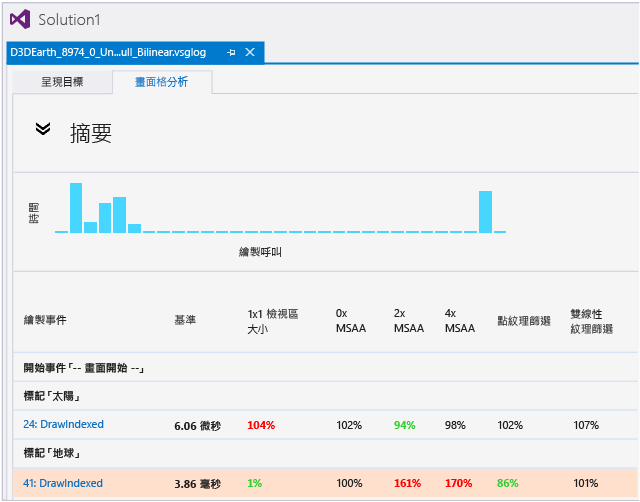 Solution1
D3DEarth_8974_0_Un...ull_Bilinear.vsglog
呈現目標 畫面格分析
摘要
時間
繪製呼叫
繪製事件 基準 1x1 檢視區 大小 0x MSAA 2x MSAA 4x MSAA 點紋理篩選 雙線性 紋理篩選
開始事件「-- 畫面開始 --」
標記「太陽」
24: DrawIndexed 6.06 微秒 104% 102% 94% 98% 102% 107%
標記「地球」
41: DrawIndexed 3.86 毫秒 1% 100% 161% 170% 86% 101%